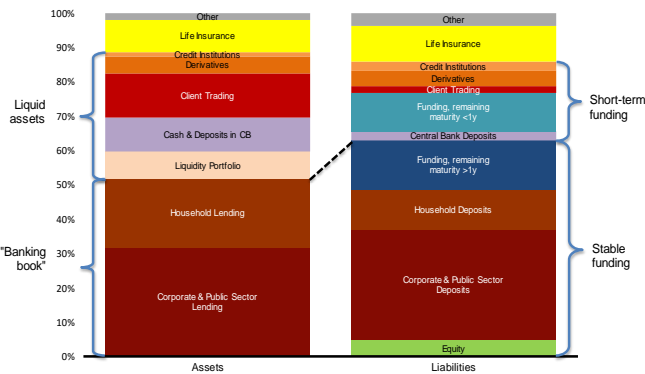 100%
90%
80%
70%
60%
50%
40%
30%
20%
10%
0%
Liquid
assets
"Banking
book"
Other
Life Insurance
Credit Institutions
Derivatives
Client Trading
Cash & Deposits in CB
Liquidity Portfolio
Household Lending
Corporate & Public Sector
Lending
Assets
Other
Life Insurance
Credit Institutions
Derivatives
Client Trading
Funding, remaining
maturity <1y
Central Bank Deposits
Funding, remaining
maturity >1y
Household Deposits
Corporate & Public Sector
Deposits
Equity
Liabilities
Short-term
funding
Stable
funding